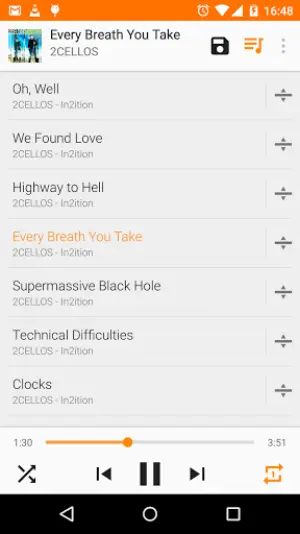 16:48
Every Breath You Take
2CELLOS
Oh, Well
2CELLOS - In2ition
We Found Love
2CELLOS - In2ition
Highway to Hell
2CELLOS - In2ition
Every Breath You Take
2CELLOS - In2ition
Supermassive Black Hole
2CELLOS - In2ition
Technical Difficulties
2CELLOS - In2ition
Clocks
2CELLOS - In2ition
1:30 3:51
1